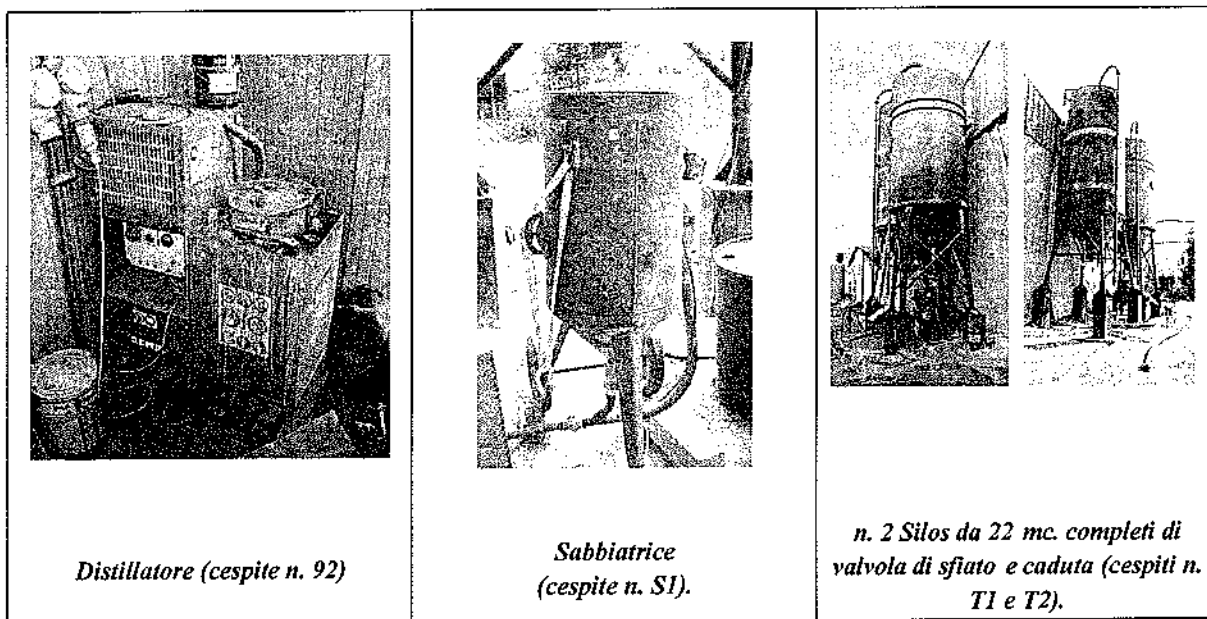 Distillatore (cespite n. 92)
Sabbiatrice
(cespite n. S1).
n. 2 Silos da 22 mc. completi di
valvola di sfiato e caduta (cespiti n.
T1 e T2).